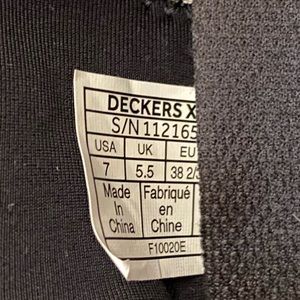 DECKERS X
S/N 112165
USA UK EU
7 5.5 38 2/3
Made Fabriqué
In en
China Chine
F10020E